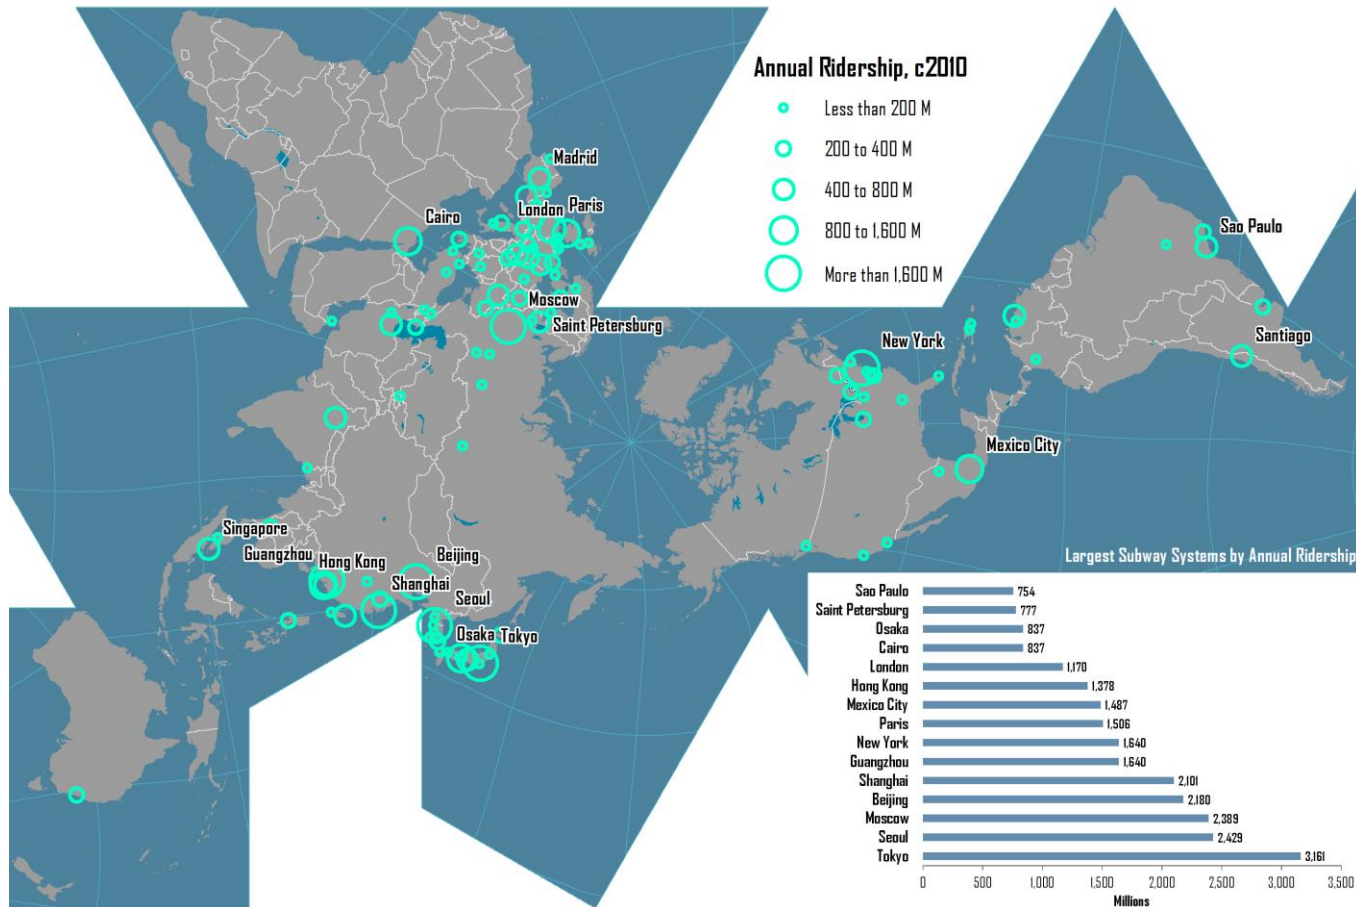 Annual Ridership, c2010
Less than 200 M
200 to 400 M
400 to 800 M
800 to 1,600 M
More than 1,600 M
Madrid
London Paris
Cairo
Moscow
Saint Petersburg
Sao Paulo
Santiago
New York
Mexico City
Singapore
Guangzhou
Hong Kong
Beijing
Shanghai
Seoul
Osaka Tokyo
Largest Subway Systems by Annual Ridership
Sao Paulo 754
Saint Petersburg 777
Osaka 837
Cairo 837
London 1,170
Hong Kong 1,378
Mexico City 1,487
Paris 1,506
New York 1,640
Guangzhou 1,640
Shanghai 2,101
Beijing 2,180
Moscow 2,389
Seoul 2,429
Tokyo 3,161
0 500 1,000 1,500 2,000 2,500 3,000 3,500
Millions